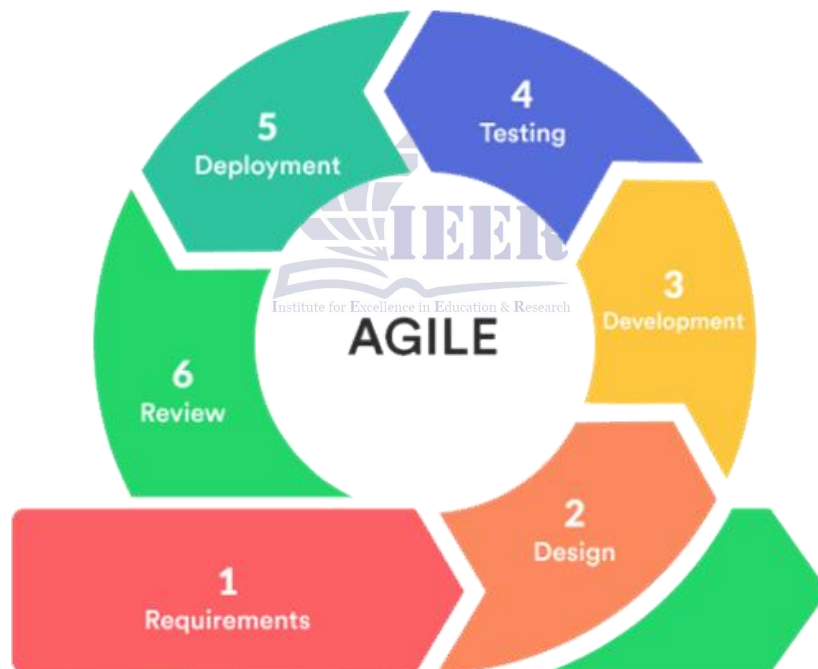 4
Testing
5
Deployment
IEER
Institute for Excellence in Education & Research
3
Development
AGILE
6
Review
2
Design
1
Requirements